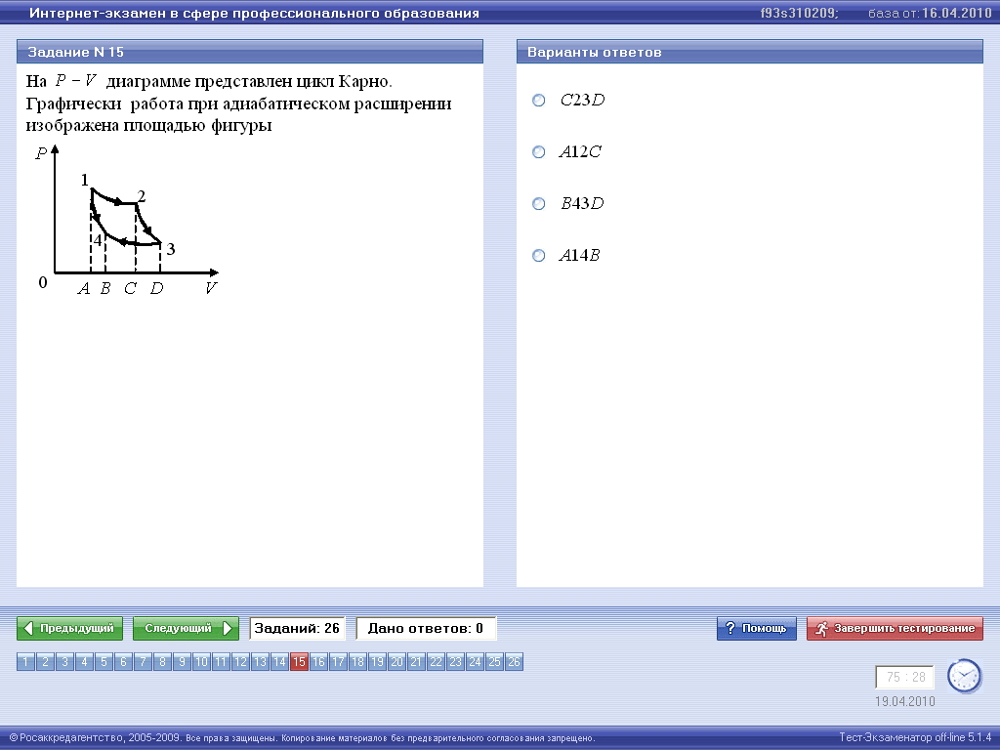 Интернет-экзамен в сфере профессионального образования
f93s310209; база от: 16.04.2010
Задание N 15
На P – V диаграмме представлен цикл Карно.
Графически работа при адиабатическом расширении
изображена площадью фигуры
P
1
2
4
3
0
A B C D V
Варианты ответов
C23D
A12C
B43D
A14B
Предыдущий Следующий Заданий: 26 Дано ответов: 0 ? Помощь Завершить тестирование
1 2 3 4 5 6 7 8 9 10 11 12 13 14 15 16 17 18 19 20 21 22 23 24 25 26
75 : 28
19.04.2010
© Росаккредагентство, 2005-2009. Все права защищены. Копирование материалов без предварительного согласования запрещено. Тест-Экзаменатор off-line 5.1.4